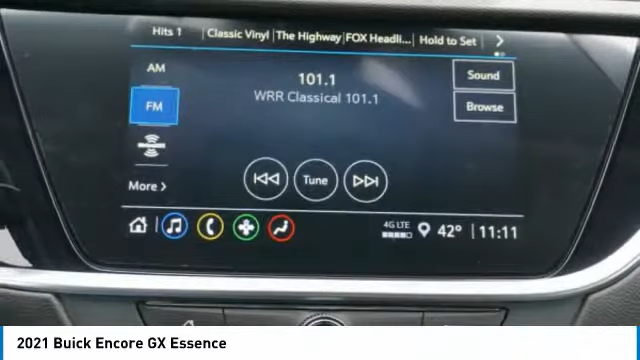 Hits 1 | Classic Vinyl | The Highway | FOX Headli... | Hold to Set
AM
101.1
Sound
FM
WRR Classical 101.1
Browse
Tune
More >
4G LTE
42° | 11:11
2021 Buick Encore GX Essence